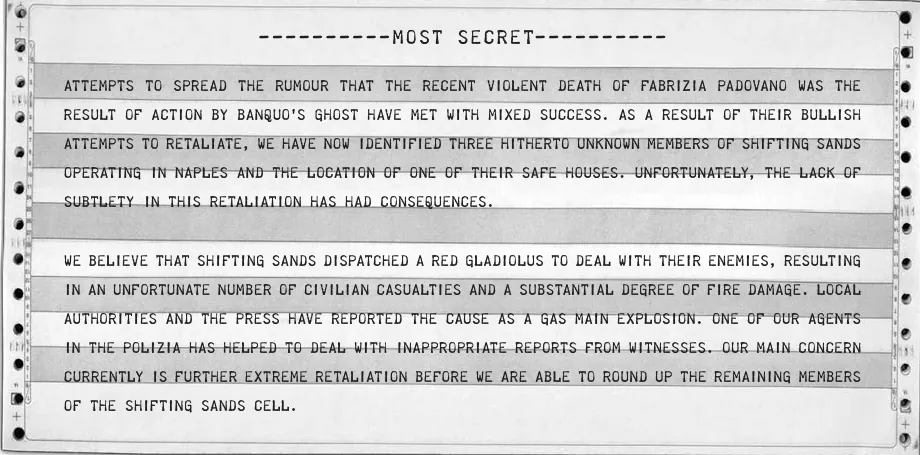 ----------MOST SECRET----------
ATTEMPTS TO SPREAD THE RUMOUR THAT THE RECENT VIOLENT DEATH OF FABRIZIA PADOVANO WAS THE
RESULT OF ACTION BY BANQUO'S GHOST HAVE MET WITH MIXED SUCCESS. AS A RESULT OF THEIR BULLISH
ATTEMPTS TO RETALIATE, WE HAVE NOW IDENTIFIED THREE HITHERTO UNKNOWN MEMBERS OF SHIFTING SANDS
OPERATING IN NAPLES AND THE LOCATION OF ONE OF THEIR SAFE HOUSES. UNFORTUNATELY, THE LACK OF
SUBTLETY IN THIS RETALIATION HAS HAD CONSEQUENCES.
WE BELIEVE THAT SHIFTING SANDS DISPATCHED A RED GLADIOLUS TO DEAL WITH THEIR ENEMIES, RESULTING
IN AN UNFORTUNATE NUMBER OF CIVILIAN CASUALTIES AND A SUBSTANTIAL DEGREE OF FIRE DAMAGE. LOCAL
AUTHORITIES AND THE PRESS HAVE REPORTED THE CAUSE AS A GAS MAIN EXPLOSION. ONE OF OUR AGENTS
IN THE POLIZIA HAS HELPED TO DEAL WITH INAPPROPRIATE REPORTS FROM WITNESSES. OUR MAIN CONCERN
CURRENTLY IS FURTHER EXTREME RETALIATION BEFORE WE ARE ABLE TO ROUND UP THE REMAINING MEMBERS
OF THE SHIFTING SANDS CELL.